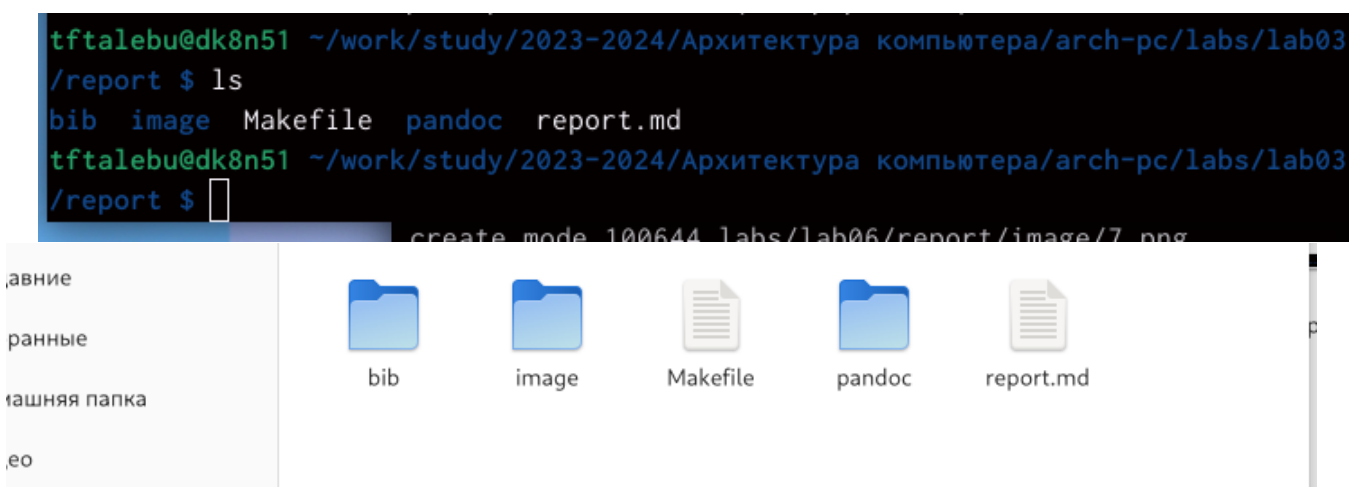 tftalebu@dk8n51 ~/work/study/2023-2024/Архитектура компьютера/arch-pc/labs/lab03
/report $ ls
bib image Makefile pandoc report.md
tftalebu@dk8n51 ~/work/study/2023-2024/Архитектура компьютера/arch-pc/labs/lab03
/report $
create mode 100644 labs/lab06/report/image/7.png
папка
bib image Makefile pandoc report.md